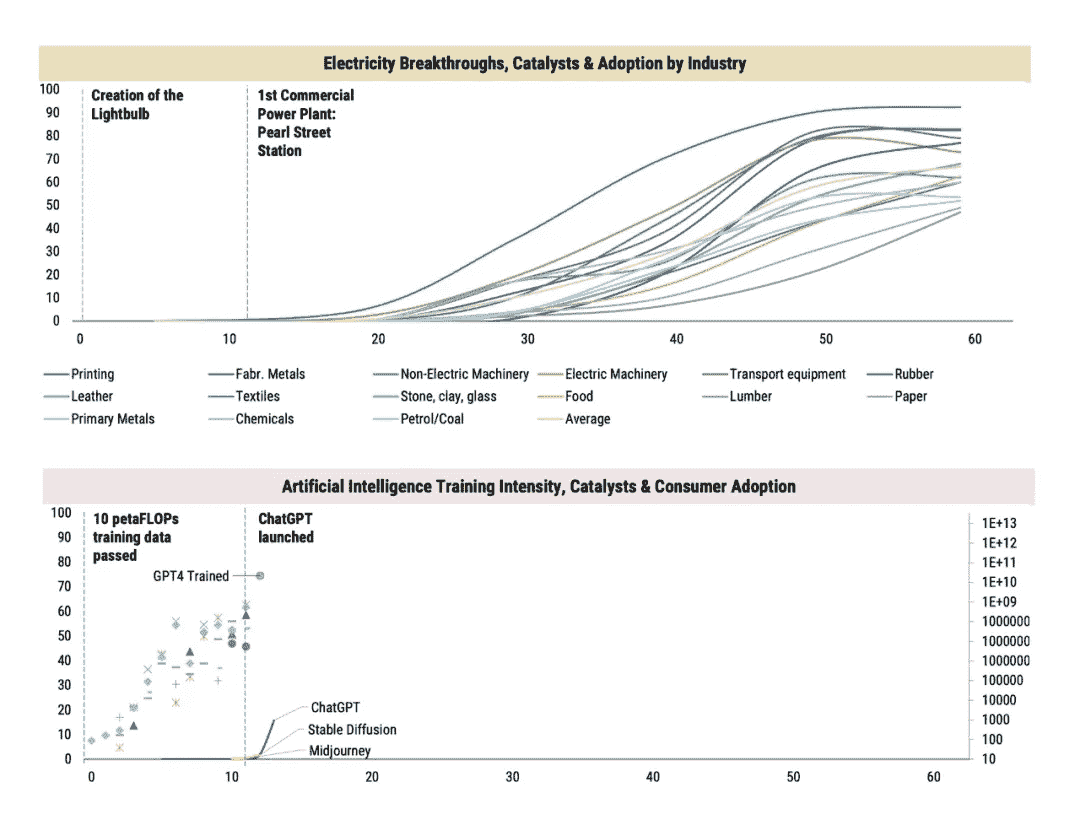 Electricity Breakthroughs, Catalysts & Adoption by Industry
100
90
80
70
60
50
40
30
20
10
0
Creation of the
Lightbulb
1st Commercial
Power Plant:
Pearl Street
Station
0 10 20 30 40 50 60
Printing Fabr. Metals Non-Electric Machinery Electric Machinery Transport equipment Rubber
Leather Textiles Stone, clay, glass Food Lumber Paper
Primary Metals Chemicals Petrol/Coal Average
Artificial Intelligence Training Intensity, Catalysts & Consumer Adoption
100
90
80
70
60
50
40
30
20
10
0
10 petaFLOPs
training data
passed
ChatGPT
launched
GPT4 Trained
ChatGPT
Stable Diffusion
Midjourney
1E+13
1E+12
1E+11
1E+10
1E+09
1000000
1000000
1000000
100000
10000
1000
100
10
0 10 20 30 40 50 60